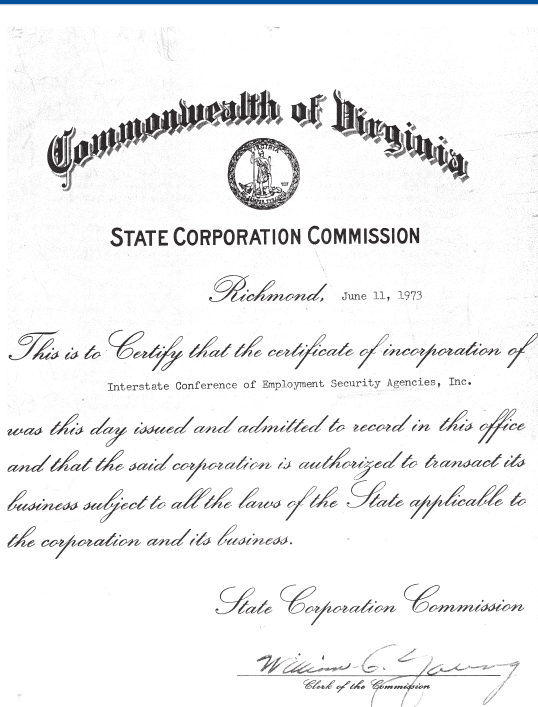 Commonwealth of Virginia
STATE CORPORATION COMMISSION
Richmond, June 11, 1973
This is to Certify that the certificate of incorporation of
Interstate Conference of Employment Security Agencies, Inc.
was this day issued and admitted to record in this office
and that the said corporation is authorized to transact its
business subject to all the laws of the State applicable to
the corporation and its business.
State Corporation Commission
William C. Young
Clerk of the Commission